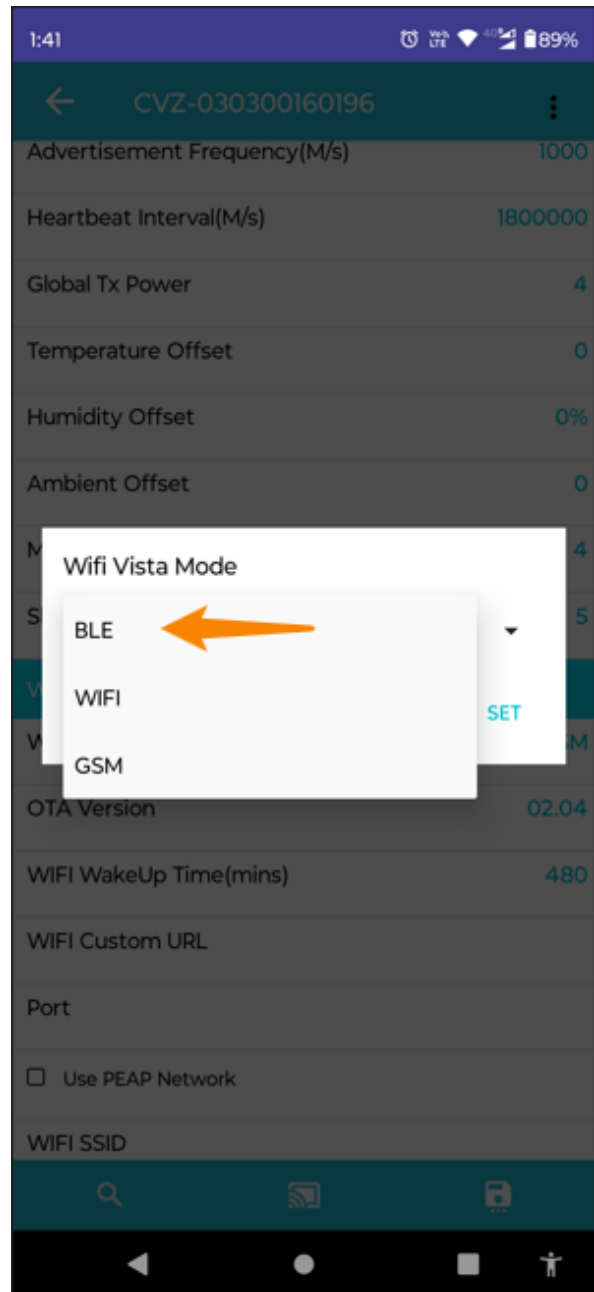 1:41 89%
CVZ-030300160196
Advertisement Frequency(M/s) 1000
Heartbeat Interval(M/s) 1800000
Global Tx Power 4
Temperature Offset 0
Humidity Offset 0%
Ambient Offset 0
M 4
Wifi Vista Mode
S 5
BLE
W
WIFI
SET
W M
GSM
OTA Version 02.04
WIFI WakeUp Time(mins) 480
WIFI Custom URL
Port
Use PEAP Network
WIFI SSID